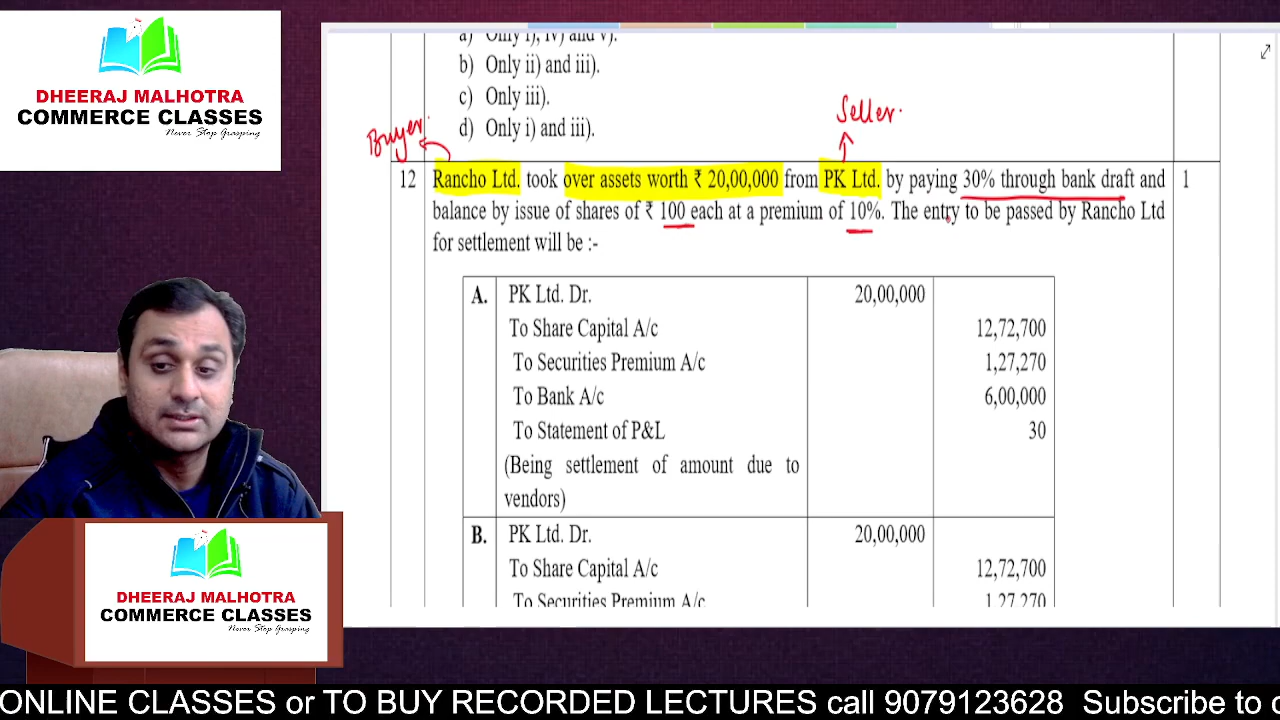 DHEERAJ MALHOTRA
COMMERCE CLASSES
Never Stop Grasping
a) Only i), iv) and v).
b) Only ii) and iii).
c) Only iii).
d) Only i) and iii).
Buyer.
Seller.
12 Rancho Ltd. took over assets worth ₹ 20,00,000 from PK Ltd. by paying 30% through bank draft and 1
balance by issue of shares of ₹ 100 each at a premium of 10%. The entry to be passed by Rancho Ltd
for settlement will be :-
A. PK Ltd. Dr. 20,00,000
To Share Capital A/c 12,72,700
To Securities Premium A/c 1,27,270
To Bank A/c 6,00,000
To Statement of P&L 30
(Being settlement of amount due to
vendors)
B. PK Ltd. Dr. 20,00,000
To Share Capital A/c 12,72,700
To Securities Premium A/c 1,27,270
DHEERAJ MALHOTRA
COMMERCE CLASSES
Never Stop Grasping
ONLINE CLASSES or TO BUY RECORDED LECTURES call 9079123628 Subscribe to